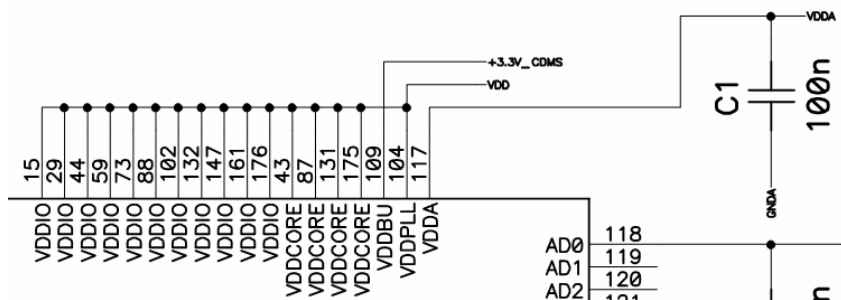 VDDA
+3.3V_CDMS
VDD
C1
100n
GNDA
15
29
44
59
73
88
102
132
147
161
176
43
87
131
175
109
104
117
VDDIO
VDDIO
VDDIO
VDDIO
VDDIO
VDDIO
VDDIO
VDDIO
VDDIO
VDDIO
VDDIO
VDDCORE
VDDCORE
VDDCORE
VDDCORE
VDDBU
VDDPLL
VDDA
AD0 118
AD1 119
AD2 120
121
n